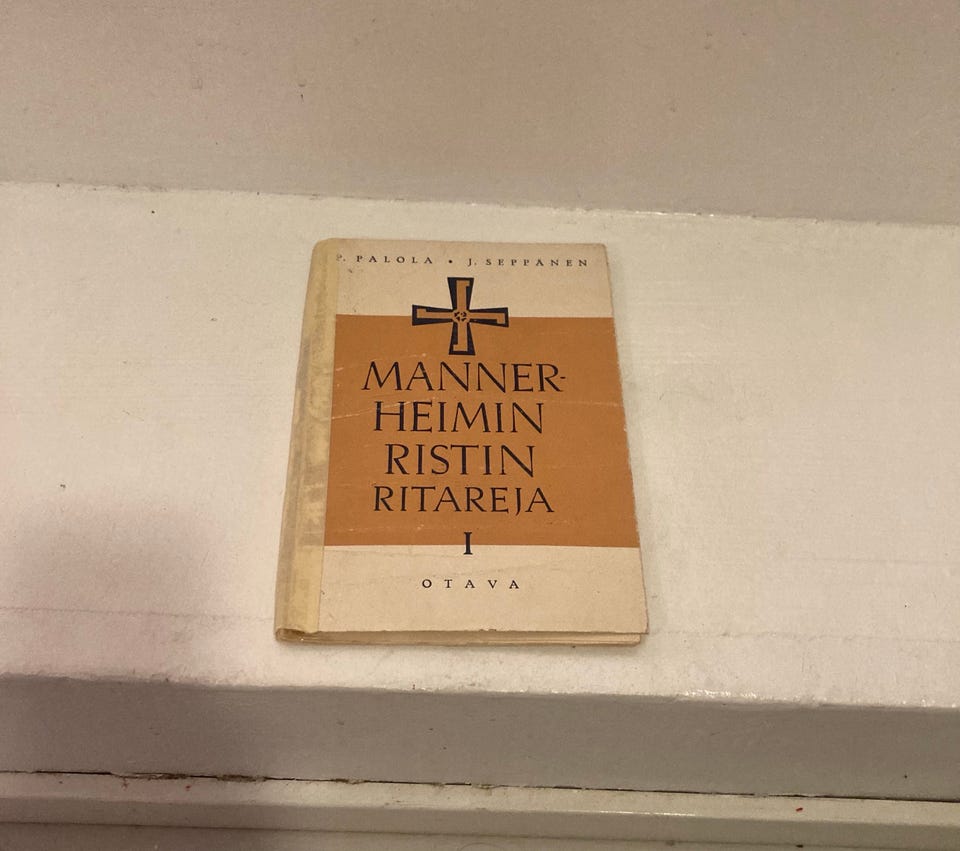 P. PALOLA • J. SEPPÄNEN
MANNER-
HEIMIN
RISTIN
RITAREJA
I
OTAVA